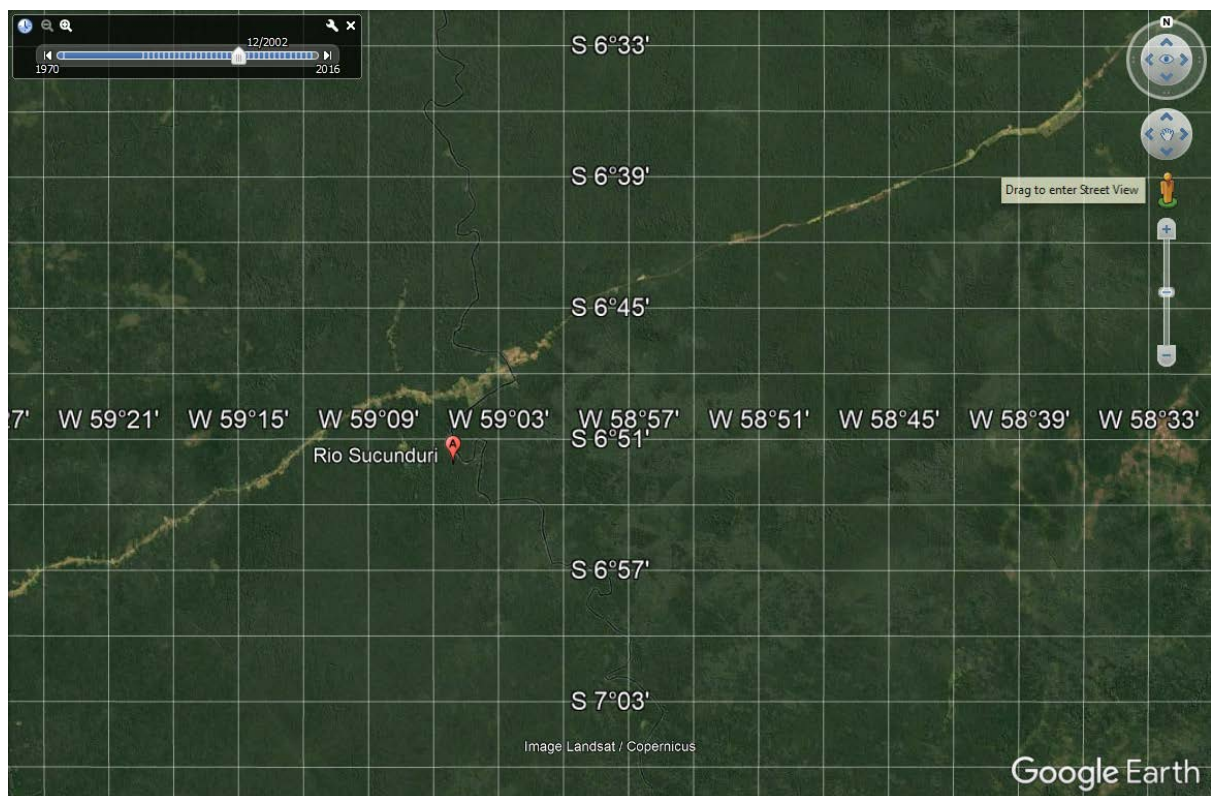 12/2002
1970 2016
N
S 6°33'
S 6°39'
Drag to enter Street View
S 6°45'
27' W 59°21' W 59°15' W 59°09' W 59°03' W 58°57' W 58°51' W 58°45' W 58°39' W 58°33'
S 6°51'
A
Rio Sucunduri
S 6°57'
S 7°03'
Image Landsat / Copernicus
Google Earth